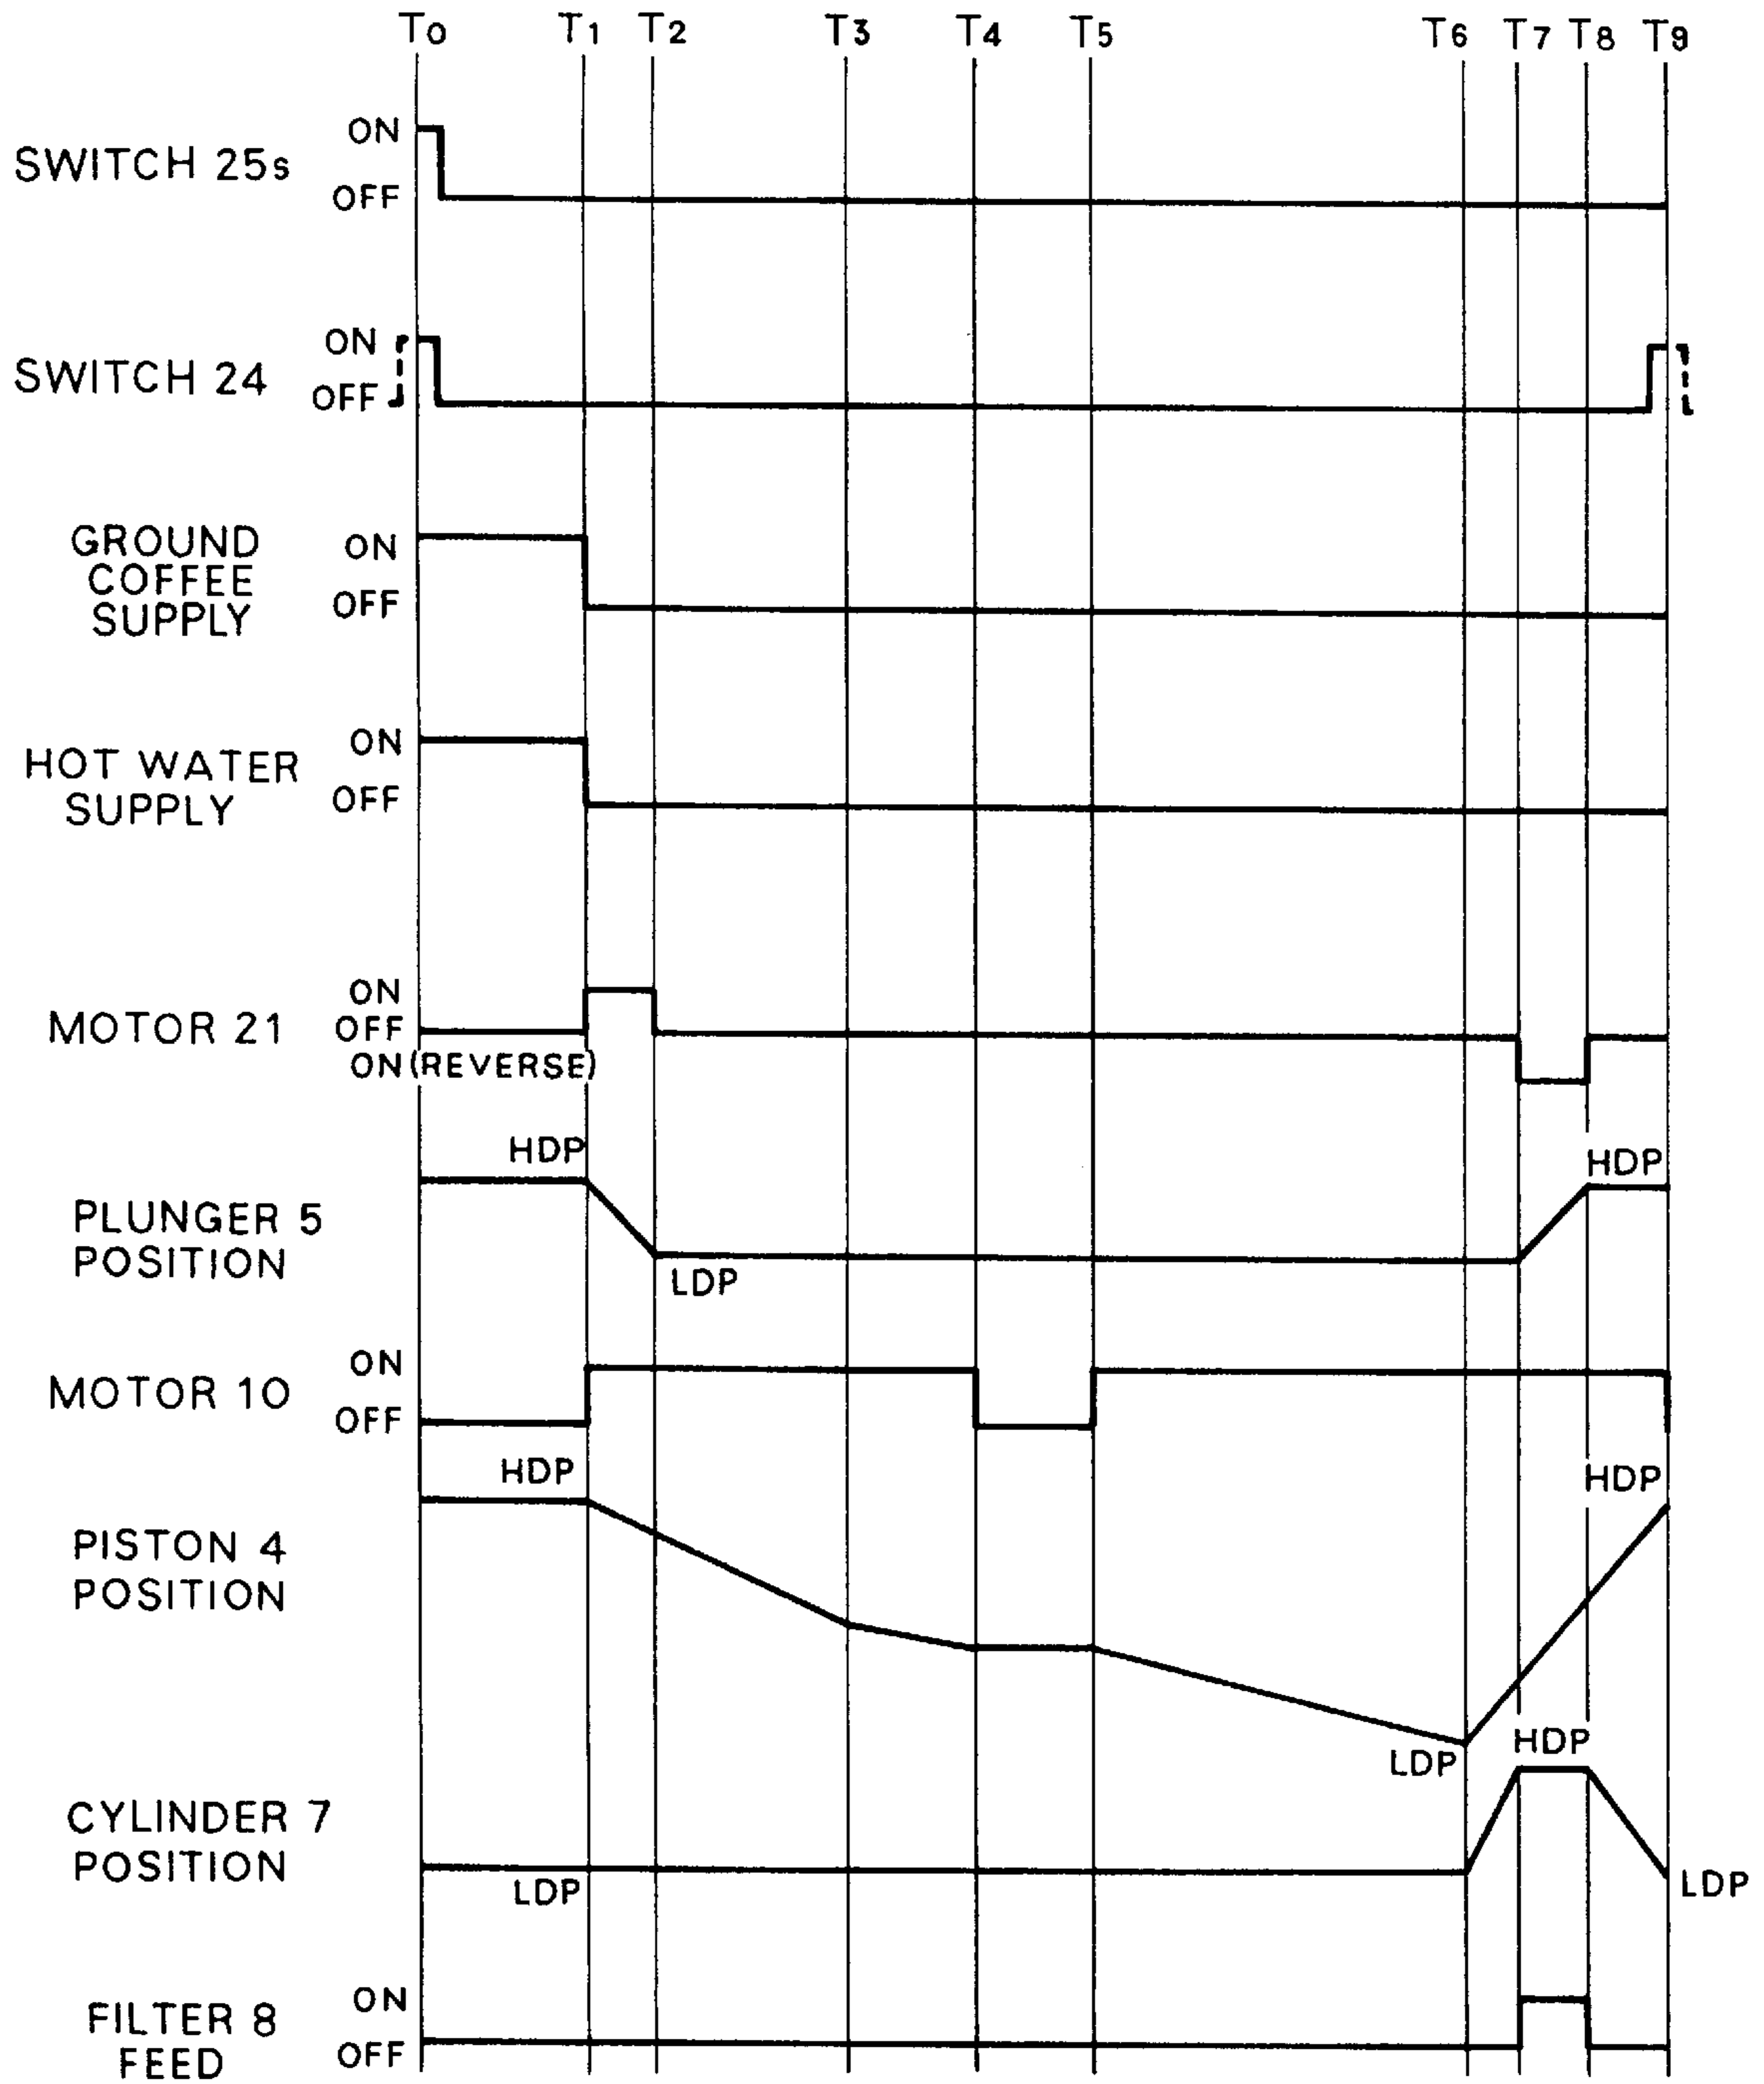 T0 T1 T2 T3 T4 T5 T6 T7 T8 T9
ON
SWITCH 25s
OFF
ON
SWITCH 24
OFF
GROUND
COFFEE
SUPPLY
ON
OFF
HOT WATER
SUPPLY
ON
OFF
ON
MOTOR 21
OFF
ON (REVERSE)
HDP
HDP
PLUNGER 5
POSITION
LDP
ON
MOTOR 10
OFF
HDP
HDP
PISTON 4
POSITION
LDP
HDP
CYLINDER 7
POSITION
LDP
LDP
ON
FILTER 8
FEED
OFF